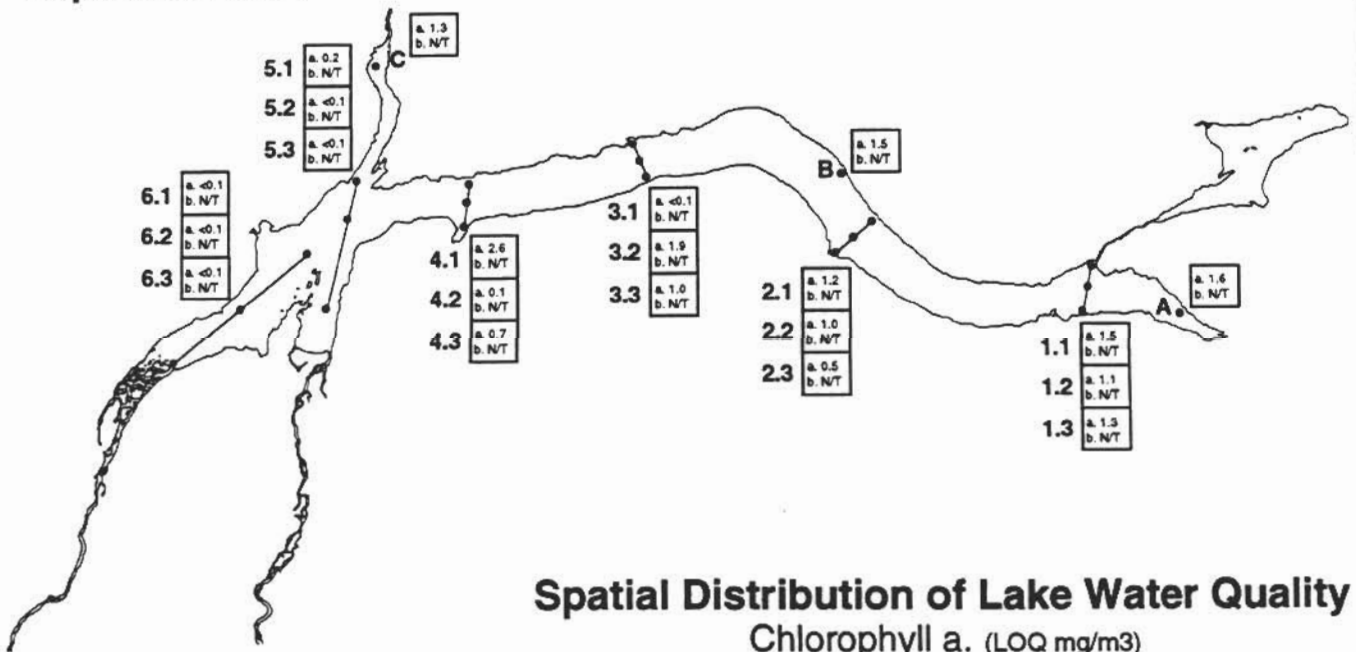 a. 1.3
b. N/T
C
5.1 a. 0.2
b. N/T
5.2 a. <0.1
b. N/T
5.3 a. <0.1
b. N/T
6.1 a. <0.1
b. N/T
6.2 a. <0.1
b. N/T
6.3 a. <0.1
b. N/T
4.1 a. 2.6
b. N/T
4.2 a. 0.1
b. N/T
4.3 a. 0.7
b. N/T
3.1 a. <0.1
b. N/T
3.2 a. 1.9
b. N/T
3.3 a. 1.0
b. N/T
B
a. 1.5
b. N/T
2.1 a. 1.2
b. N/T
2.2 a. 1.0
b. N/T
2.3 a. 0.5
b. N/T
A
a. 1.6
b. N/T
1.1 a. 1.5
b. N/T
1.2 a. 1.1
b. N/T
1.3 a. 1.3
b. N/T
Spatial Distribution of Lake Water Quality
Chlorophyll a. (LOQ mg/m3)